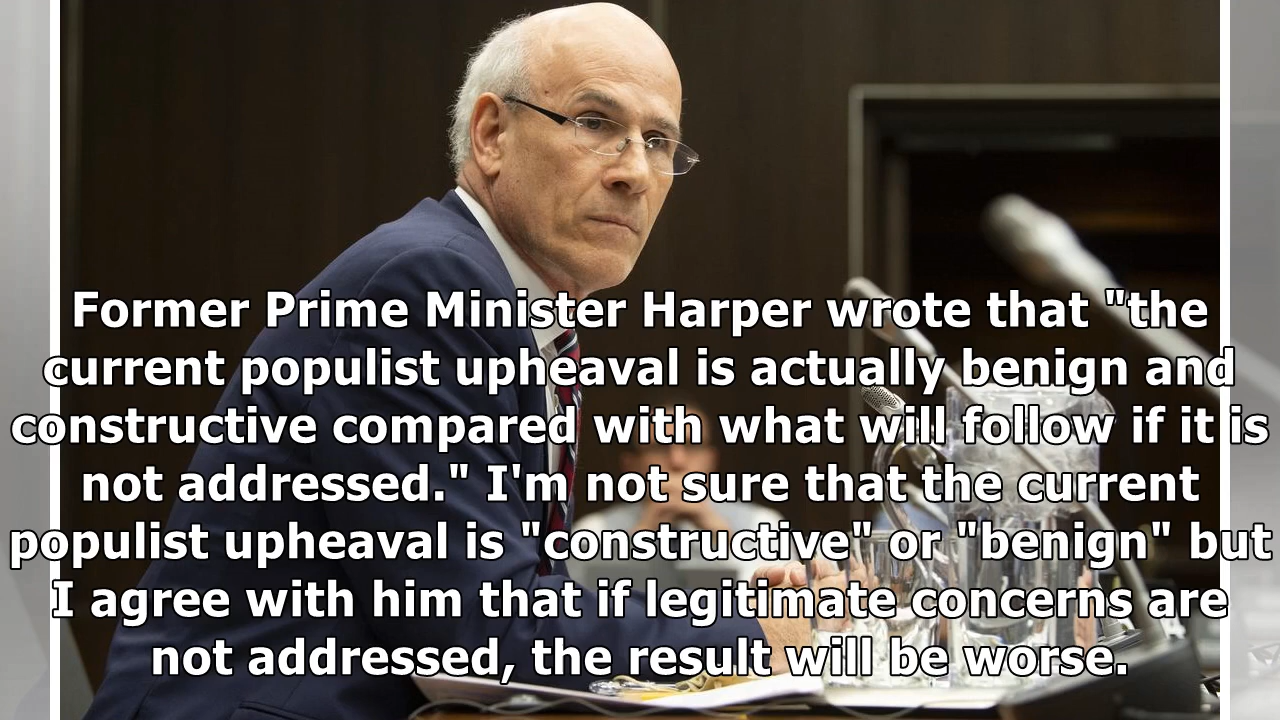 Former Prime Minister Harper wrote that "the
current populist upheaval is actually benign and
constructive compared with what will follow if it is
not addressed." I'm not sure that the current
populist upheaval is "constructive" or "benign" but
I agree with him that if legitimate concerns are
not addressed, the result will be worse.